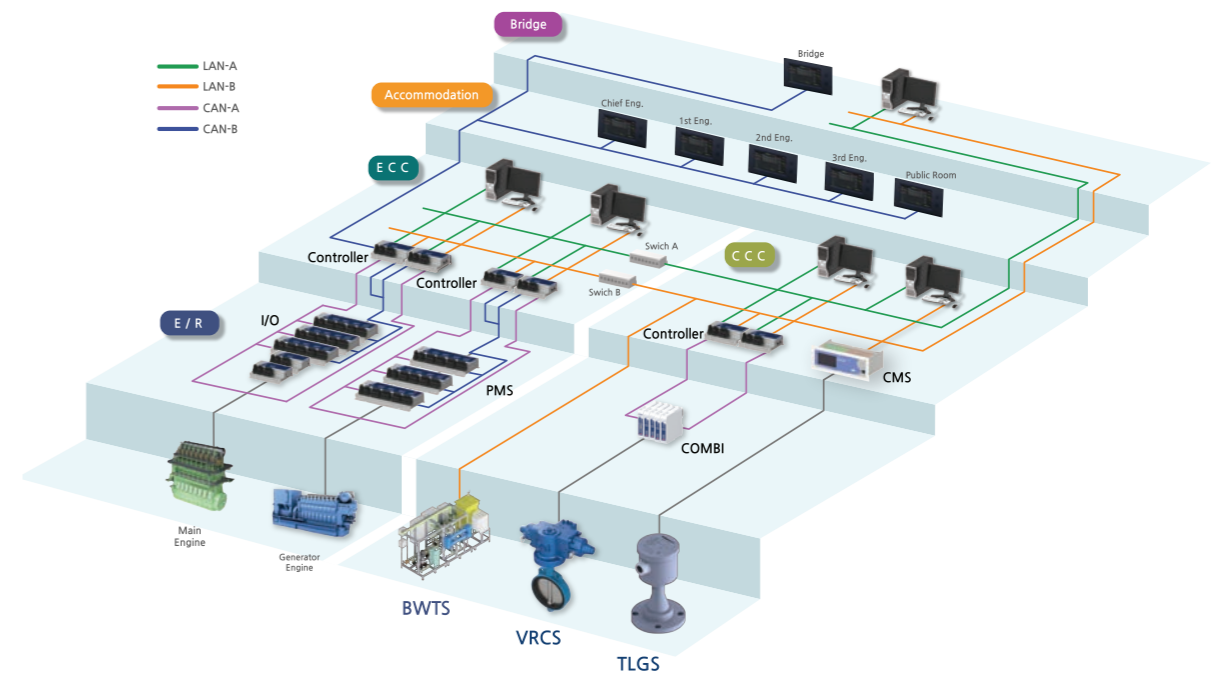 Bridge
LAN-A
LAN-B
CAN-A
CAN-B
Bridge
Accommodation
Chief Eng.
1st Eng.
2nd Eng.
3rd Eng.
Public Room
E C C
Controller
Controller
Swich A
Swich B
C C C
E / R
I/O
PMS
Controller
CMS
COMBI
Main
Engine
Generator
Engine
BWTS
VRCS
TLGS